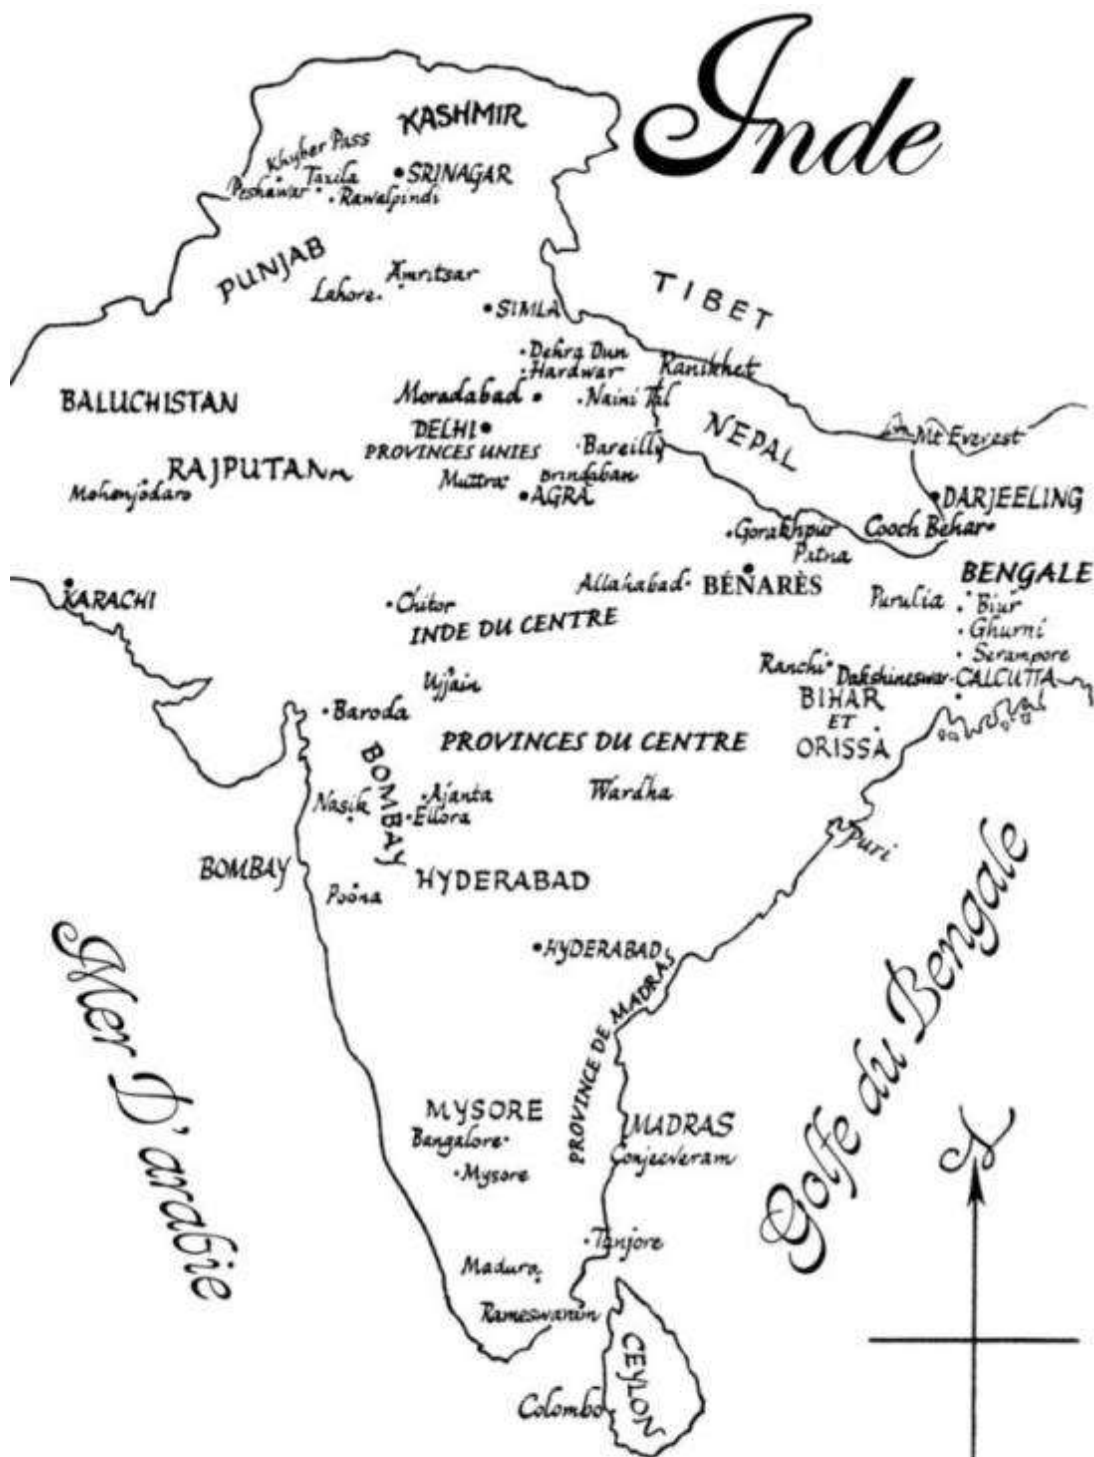 Inde
KASHMIR
Khyber Pass
Peshawar
Taxila
SRINAGAR
Rawalpindi
PUNJAB
Amritsar
Lahore
SIMLA
TIBET
Dehra Dun
Hardwar
Ranikhet
BALUCHISTAN
Moradabad
Naini Tal
DELHI
NEPAL
Mt Everest
PROVINCES UNIES
Bareilly
RAJPUTANA
Muttra
Brindaban
Mohenjodaro
AGRA
DARJEELING
Gorakhpur
Cooch Behar
Patna
KARACHI
Chitor
Allahabad
BÉNARÈS
BENGALE
Purulia
Biur
Ghurni
INDE DU CENTRE
Serampore
Ranchi
Dakshineswar
CALCUTTA
Ujjain
BIHAR
ET
ORISSA
Baroda
PROVINCES DU CENTRE
BOMBAY
Nasik
Ajanta
Ellora
Wardha
Puri
BOMBAY
HYDERABAD
Poona
HYDERABAD
PROVINCE DE MADRAS
Mer D'arabie
Golfe du Bengale
MYSORE
Bangalore
Mysore
MADRAS
Conjeeveram
N
Tanjore
Madura
Rameswaram
CEYLON
Colombo